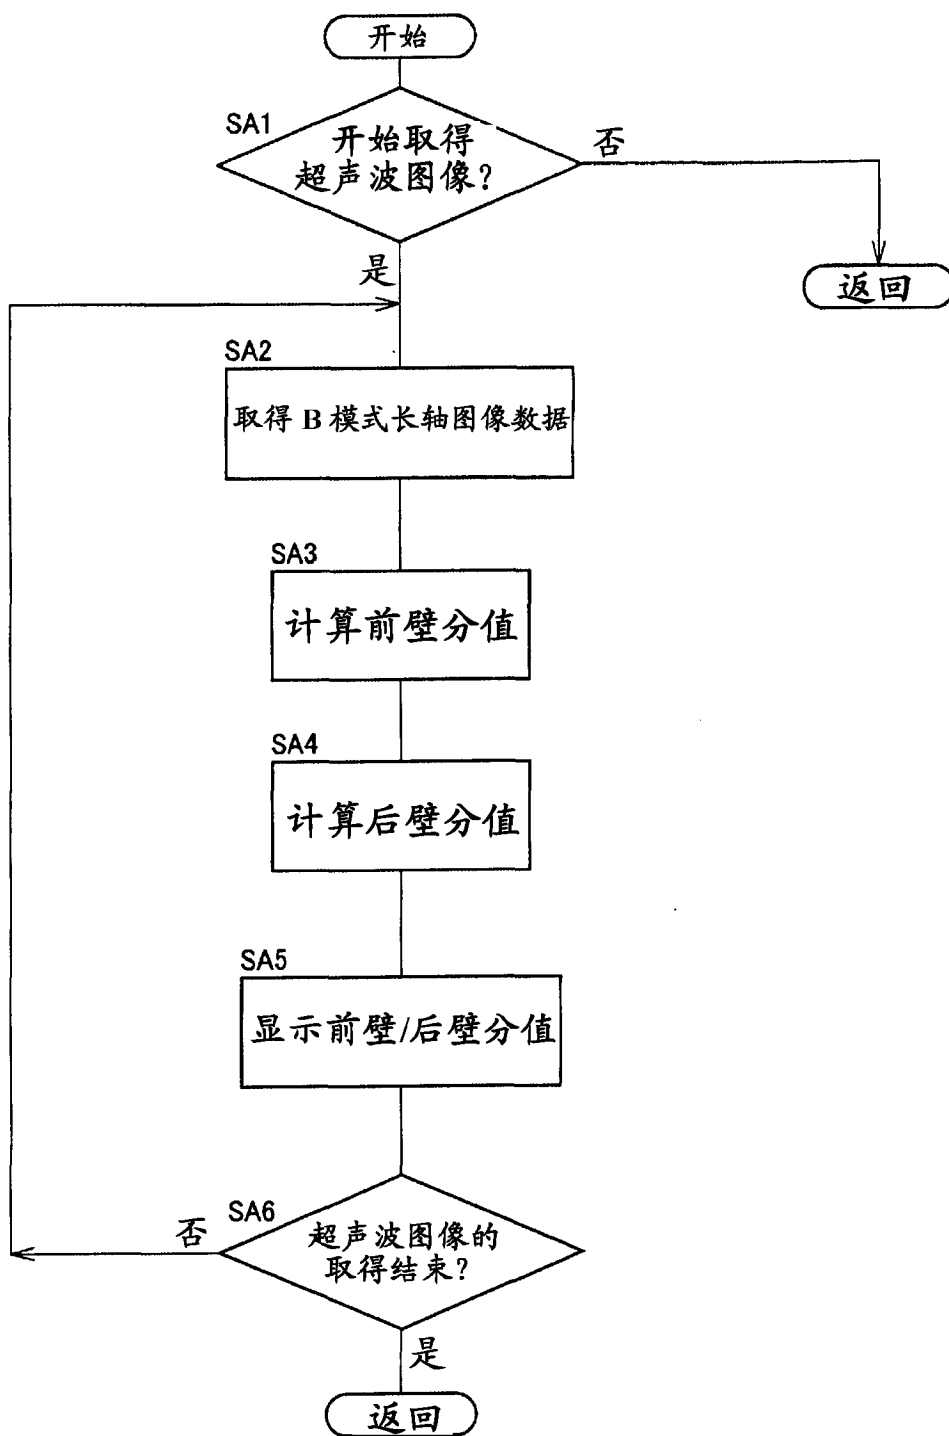 开始
SA1
开始取得
超声波图像?
否
是
返回
SA2
取得 B 模式长轴图像数据
SA3
计算前壁分值
SA4
计算后壁分值
SA5
显示前壁/后壁分值
SA6
否
超声波图像的
取得结束?
是
返回